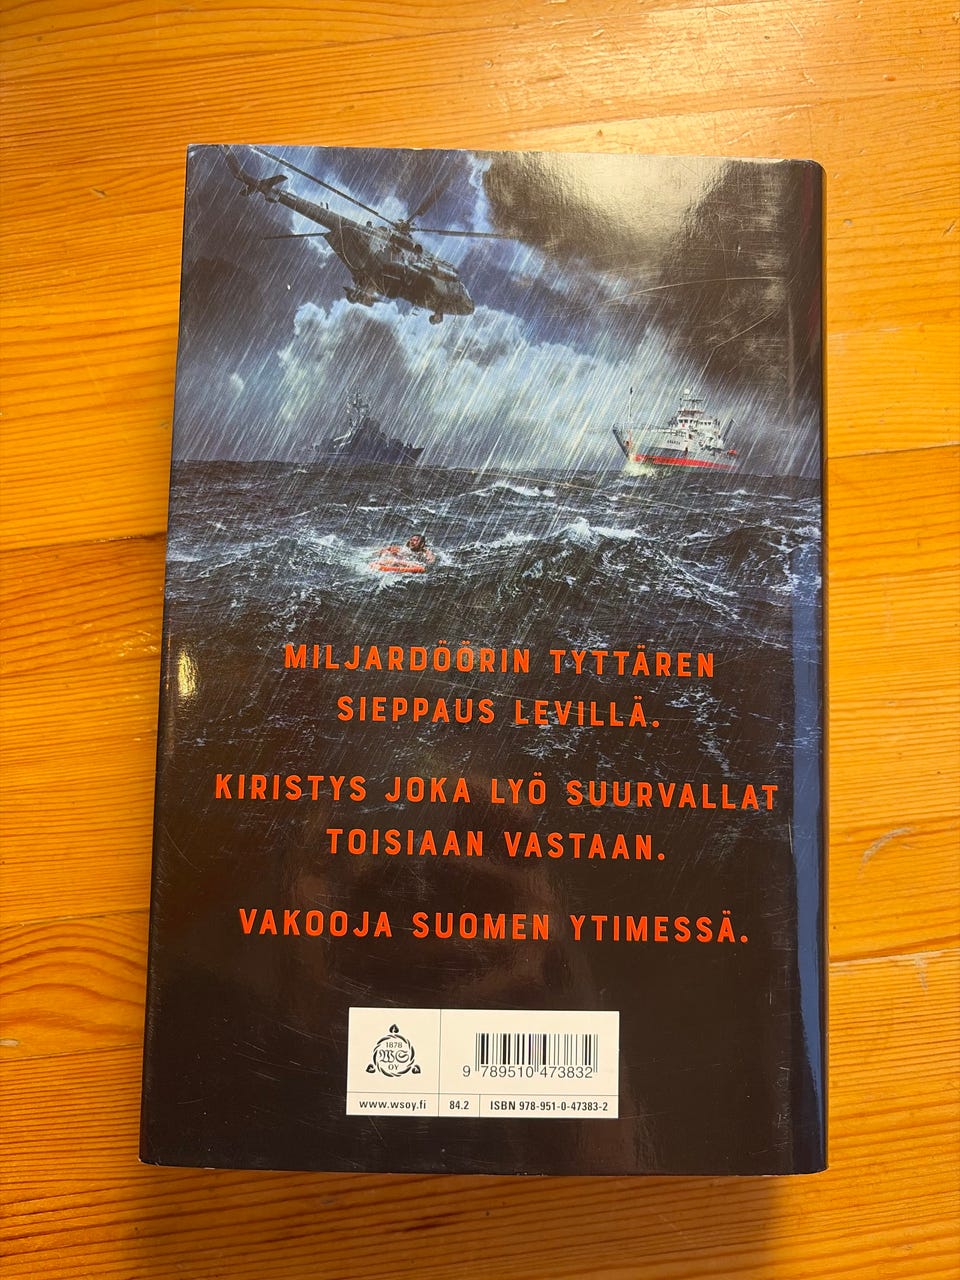 MILJARDÖÖRIN TYTTÄREN
SIEPPAUS LEVILLÄ.
KIRISTYS JOKA LYÖ SUURVALLAT
TOISIAAN VASTAAN.
VAKOOJA SUOMEN YTIMESSÄ.
1878
WS
OY
9 789510 473832
www.wsoy.fi
84.2
ISBN 978-951-0-47383-2